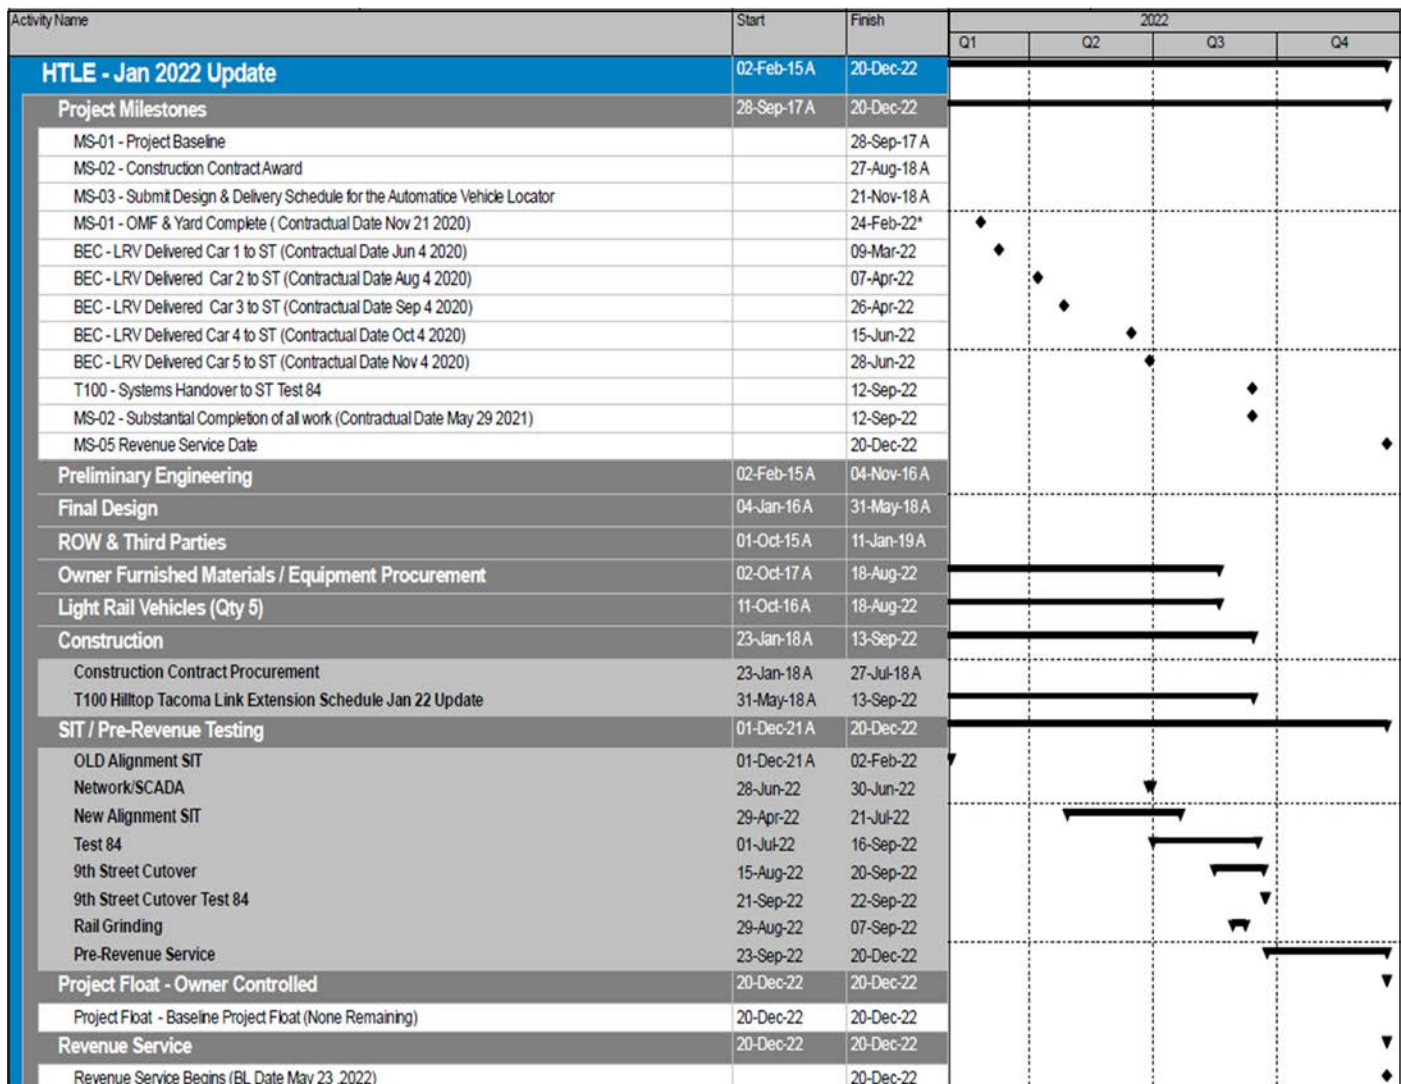 Activity Name Start Finish 2022
Q1 Q2 Q3 Q4
HTLE - Jan 2022 Update 02-Feb-15 A 20-Dec-22
Project Milestones 28-Sep-17 A 20-Dec-22
MS-01 - Project Baseline 28-Sep-17 A
MS-02 - Construction Contract Award 27-Aug-18 A
MS-03 - Submit Design & Delivery Schedule for the Automatice Vehicle Locator 21-Nov-18 A
MS-01 - OMF & Yard Complete ( Contractual Date Nov 21 2020) 24-Feb-22*
BEC - LRV Delivered Car 1 to ST (Contractual Date Jun 4 2020) 09-Mar-22
BEC - LRV Delivered Car 2 to ST (Contractual Date Aug 4 2020) 07-Apr-22
BEC - LRV Delivered Car 3 to ST (Contractual Date Sep 4 2020) 26-Apr-22
BEC - LRV Delivered Car 4 to ST (Contractual Date Oct 4 2020) 15-Jun-22
BEC - LRV Delivered Car 5 to ST (Contractual Date Nov 4 2020) 28-Jun-22
T100 - Systems Handover to ST Test 84 12-Sep-22
MS-02 - Substantial Completion of all work (Contractual Date May 29 2021) 12-Sep-22
MS-05 Revenue Service Date 20-Dec-22
Preliminary Engineering 02-Feb-15 A 04-Nov-16 A
Final Design 04-Jan-16 A 31-May-18 A
ROW & Third Parties 01-Oct-15 A 11-Jan-19 A
Owner Furnished Materials / Equipment Procurement 02-Oct-17 A 18-Aug-22
Light Rail Vehicles (Qty 5) 11-Oct-16 A 18-Aug-22
Construction 23-Jan-18 A 13-Sep-22
Construction Contract Procurement 23-Jan-18 A 27-Jul-18 A
T100 Hilltop Tacoma Link Extension Schedule Jan 22 Update 31-May-18 A 13-Sep-22
SIT / Pre-Revenue Testing 01-Dec-21 A 20-Dec-22
OLD Alignment SIT 01-Dec-21 A 02-Feb-22
Network/SCADA 28-Jun-22 30-Jun-22
New Alignment SIT 29-Apr-22 21-Jul-22
Test 84 01-Jul-22 16-Sep-22
9th Street Cutover 15-Aug-22 20-Sep-22
9th Street Cutover Test 84 21-Sep-22 22-Sep-22
Rail Grinding 29-Aug-22 07-Sep-22
Pre-Revenue Service 23-Sep-22 20-Dec-22
Project Float - Owner Controlled 20-Dec-22 20-Dec-22
Project Float - Baseline Project Float (None Remaining) 20-Dec-22 20-Dec-22
Revenue Service 20-Dec-22 20-Dec-22
Revenue Service Begins (BL Date May 23 ,2022) 20-Dec-22